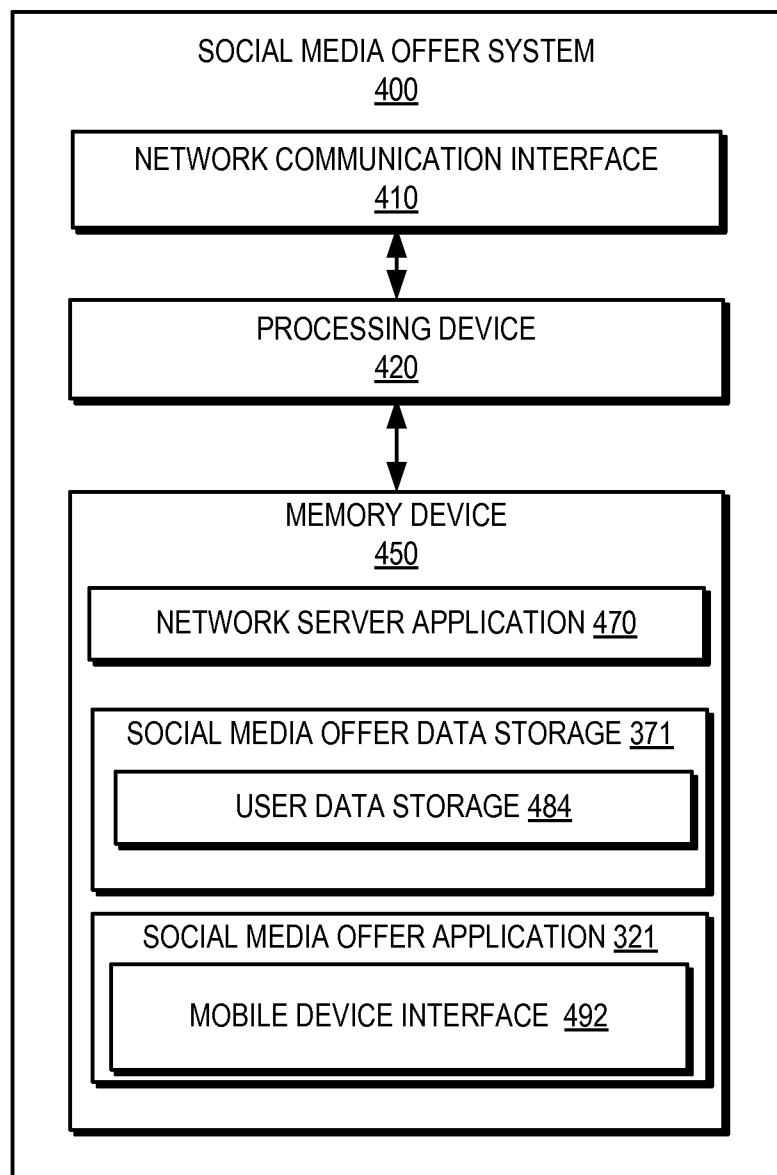 SOCIAL MEDIA OFFER SYSTEM
400
NETWORK COMMUNICATION INTERFACE
410
PROCESSING DEVICE
420
MEMORY DEVICE
450
NETWORK SERVER APPLICATION 470
SOCIAL MEDIA OFFER DATA STORAGE 371
USER DATA STORAGE 484
SOCIAL MEDIA OFFER APPLICATION 321
MOBILE DEVICE INTERFACE 492